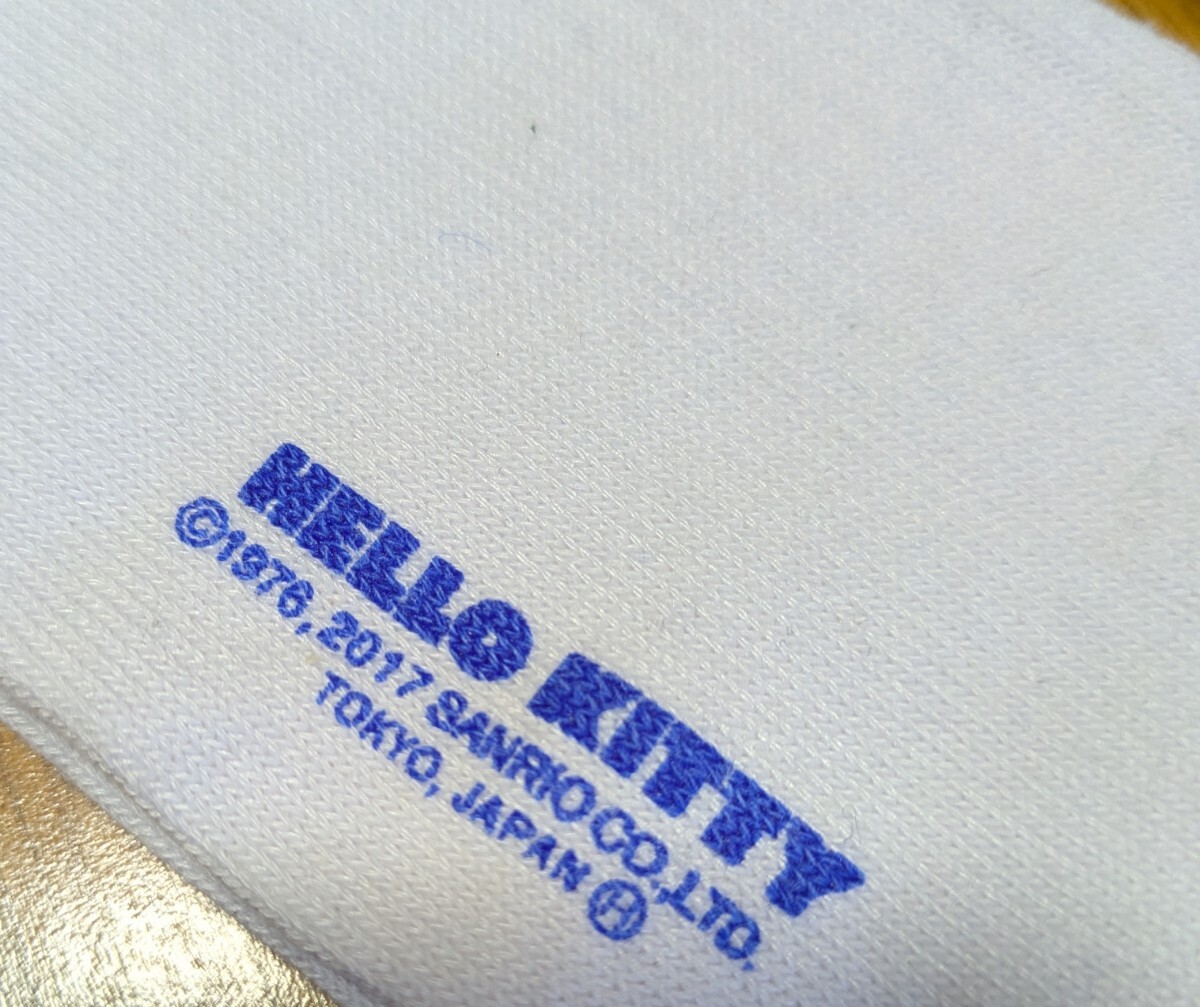 HELLO KITTY
©1976, 2017 SANRIO CO.,LTD.
TOKYO, JAPAN Ⓗ